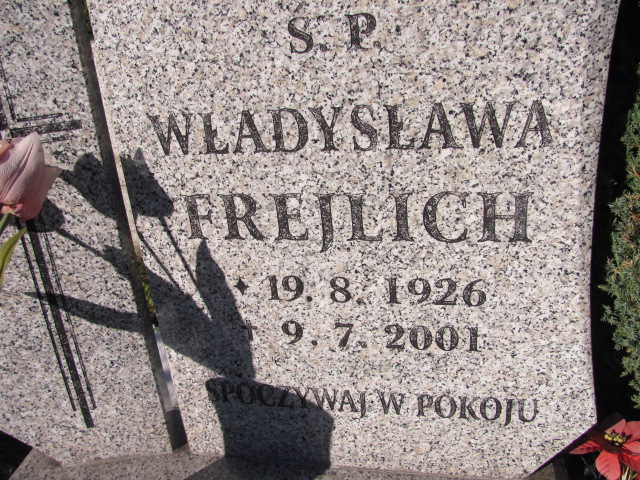 Ś. P.
WŁADYSŁAWA
FREJLICH
✦ 19. 8. 1926
+ 9. 7. 2001
SPOCZYWAJ W POKOJU